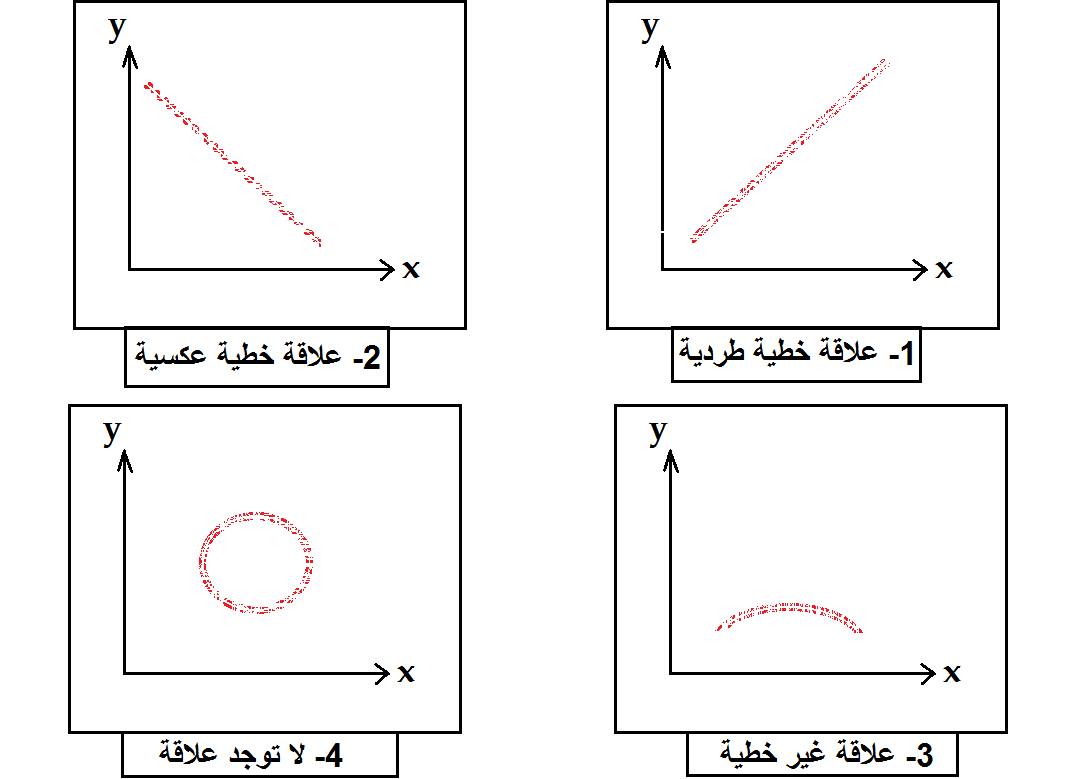 y
x
1- علاقة خطية طردية
y
x
2- علاقة خطية عكسية
y
x
3- علاقة غير خطية
y
x
4- لا توجد علاقة